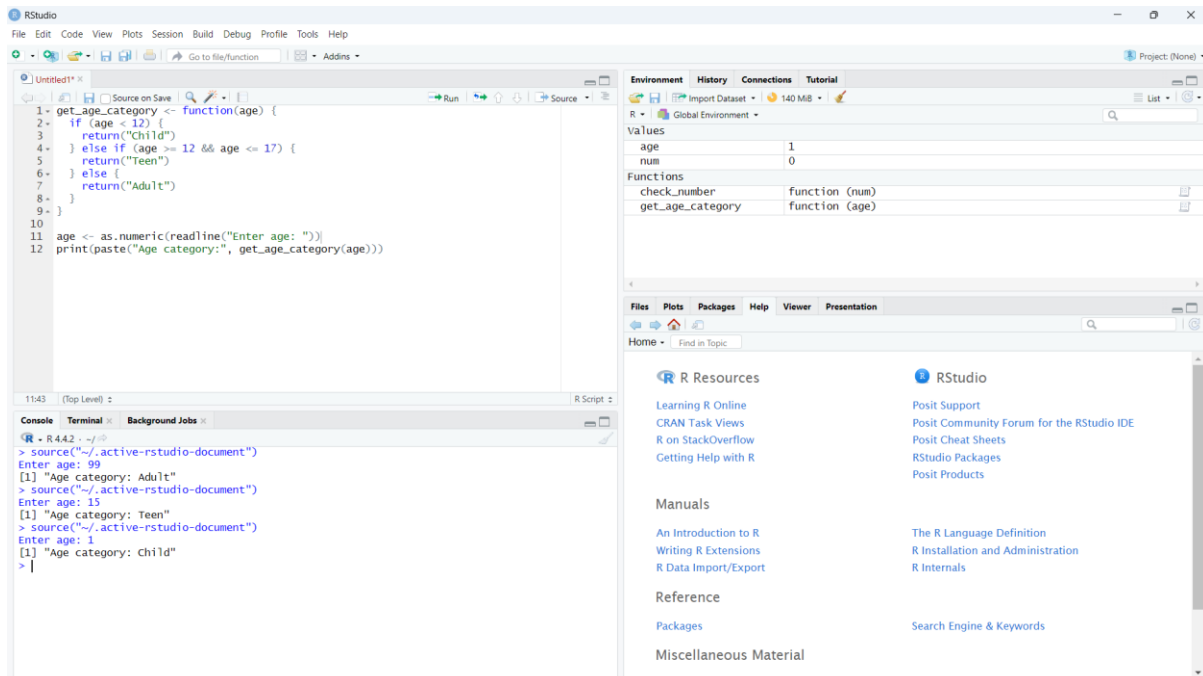 RStudio
File Edit Code View Plots Session Build Debug Profile Tools Help
Go to file/function Addins Project: (None)
Untitled1*
Source on Save Run Source
1 get_age_category <- function(age) {
2 if (age < 12) {
3 return("Child")
4 } else if (age >= 12 && age <= 17) {
5 return("Teen")
6 } else {
7 return("Adult")
8 }
9 }
10
11 age <- as.numeric(readline("Enter age: "))
12 print(paste("Age category:", get_age_category(age)))
11:43 (Top Level) R Script
Console Terminal Background Jobs
R 4.4.2 · ~/
> source("~/.active-rstudio-document")
Enter age: 99
[1] "Age category: Adult"
> source("~/.active-rstudio-document")
Enter age: 15
[1] "Age category: Teen"
> source("~/.active-rstudio-document")
Enter age: 1
[1] "Age category: Child"
>
Environment History Connections Tutorial
Import Dataset 140 MiB List
R Global Environment
Values
age 1
num 0
Functions
check_number function (num)
get_age_category function (age)
Files Plots Packages Help Viewer Presentation
Home Find in Topic
R Resources RStudio
Learning R Online Posit Support
CRAN Task Views Posit Community Forum for the RStudio IDE
R on StackOverflow Posit Cheat Sheets
Getting Help with R RStudio Packages
Posit Products
Manuals
An Introduction to R The R Language Definition
Writing R Extensions R Installation and Administration
R Data Import/Export R Internals
Reference
Packages Search Engine & Keywords
Miscellaneous Material